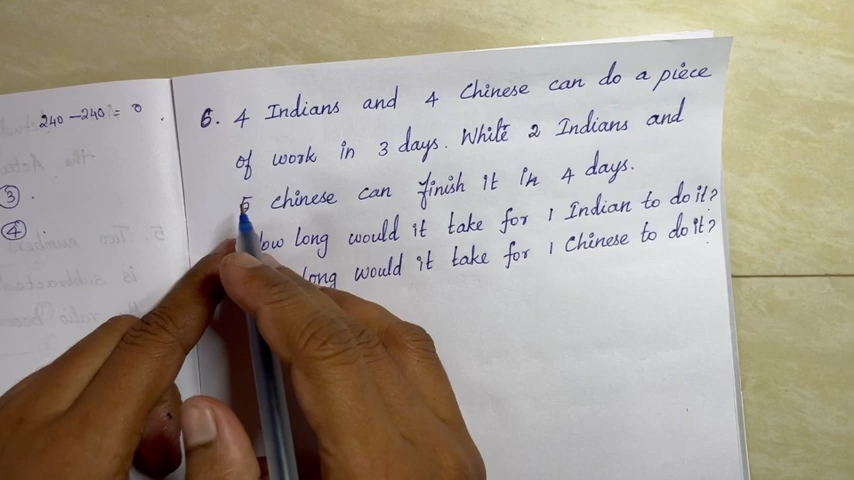 240 - 240 = 0 .
③ .
④ .
6. 4 Indians and 4 Chinese can do a piece
of work in 3 days. While 2 Indians and
5 chinese can finish it in 4 days.
How long would it take for 1 Indian to do it?
long would it take for 1 Chinese to do it?